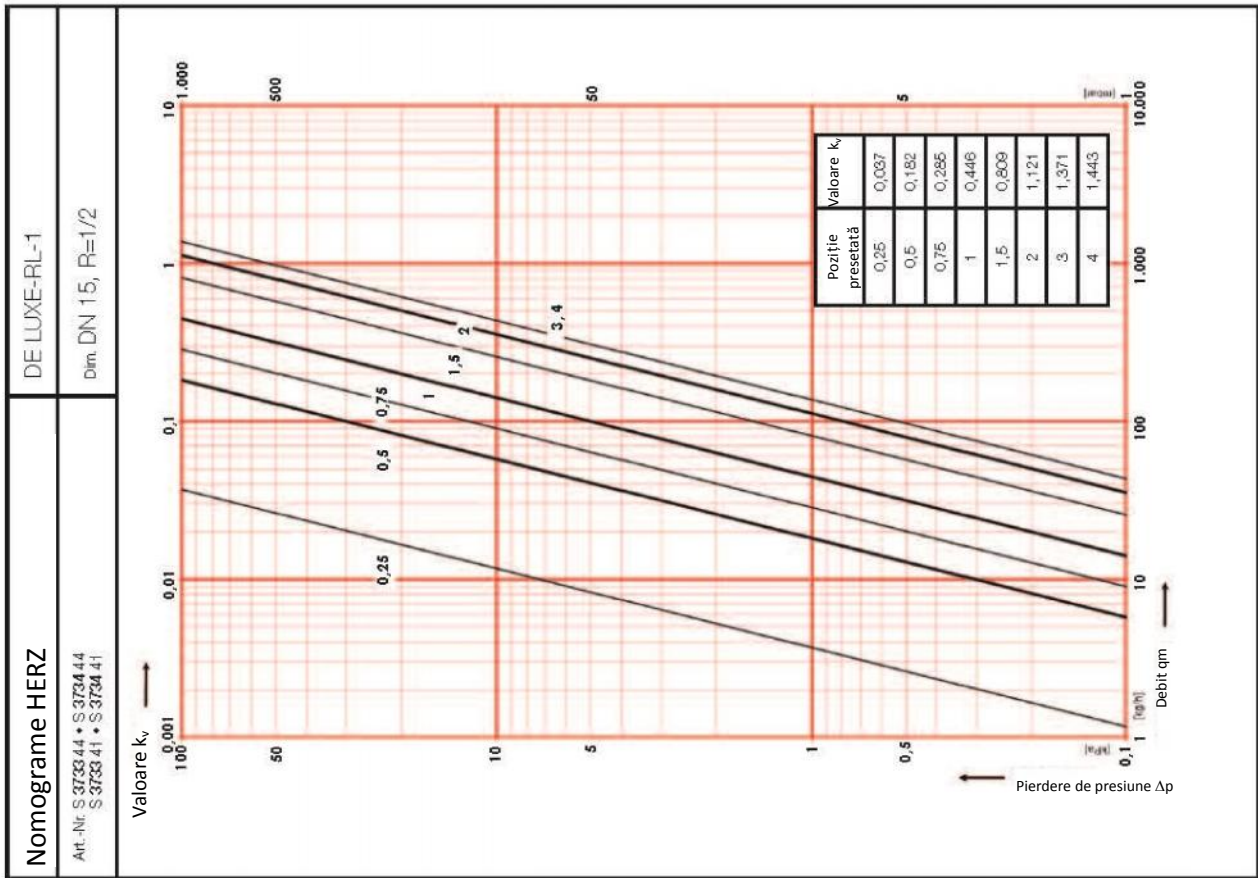 Nomograme HERZ
DE LUXE-RL-1
Art.-Nr. S 3733 44 • S 3734 44
S 3733 41 • S 3734 41
Dim. DN 15, R=1/2
Valoare kv
0,001
0,01
0,1
1
10
100
50
10
5
1
0,5
0,1
[kPa]
Pierdere de presiune Δp
1.000
500
50
5
1
[mbar]
0,25
0,5
0,75
1
1,5
2
3, 4
Poziție presetată
Valoare kv
0,25 0,037
0,5 0,182
0,75 0,285
1 0,446
1,5 0,809
2 1,121
3 1,371
4 1,443
1 [kg/h]
10
100
1.000
10.000
Debit qm